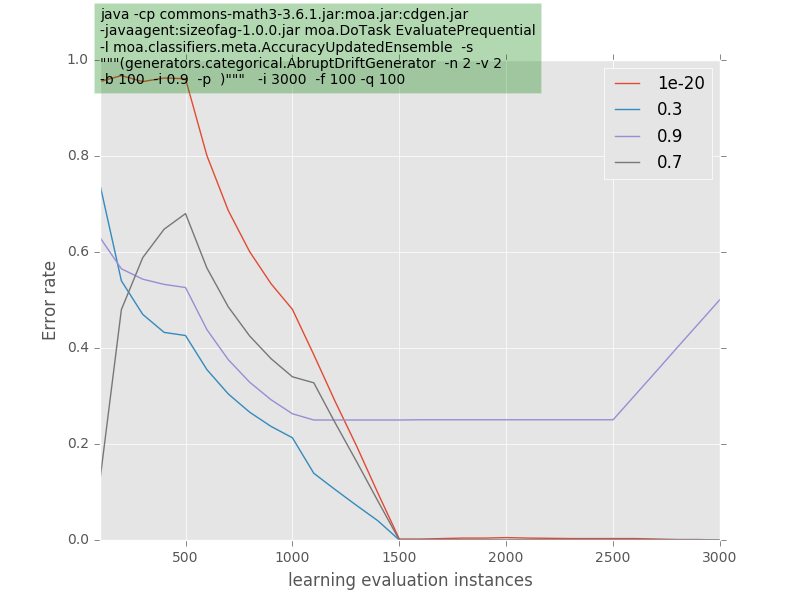 java -cp commons-math3-3.6.1.jar:moa.jar:cdgen.jar
-javaagent:sizeofag-1.0.0.jar moa.DoTask EvaluatePrequential
-l moa.classifiers.meta.AccuracyUpdatedEnsemble -s
"""(generators.categorical.AbruptDriftGenerator -n 2 -v 2
-b 100 -r 0.9 -p )""" -i 3000 -f 100 -q 100
1e-20
0.3
0.9
0.7
1.0
0.8
0.6
0.4
0.2
0.0
Error rate
500 1000 1500 2000 2500 3000
learning evaluation instances